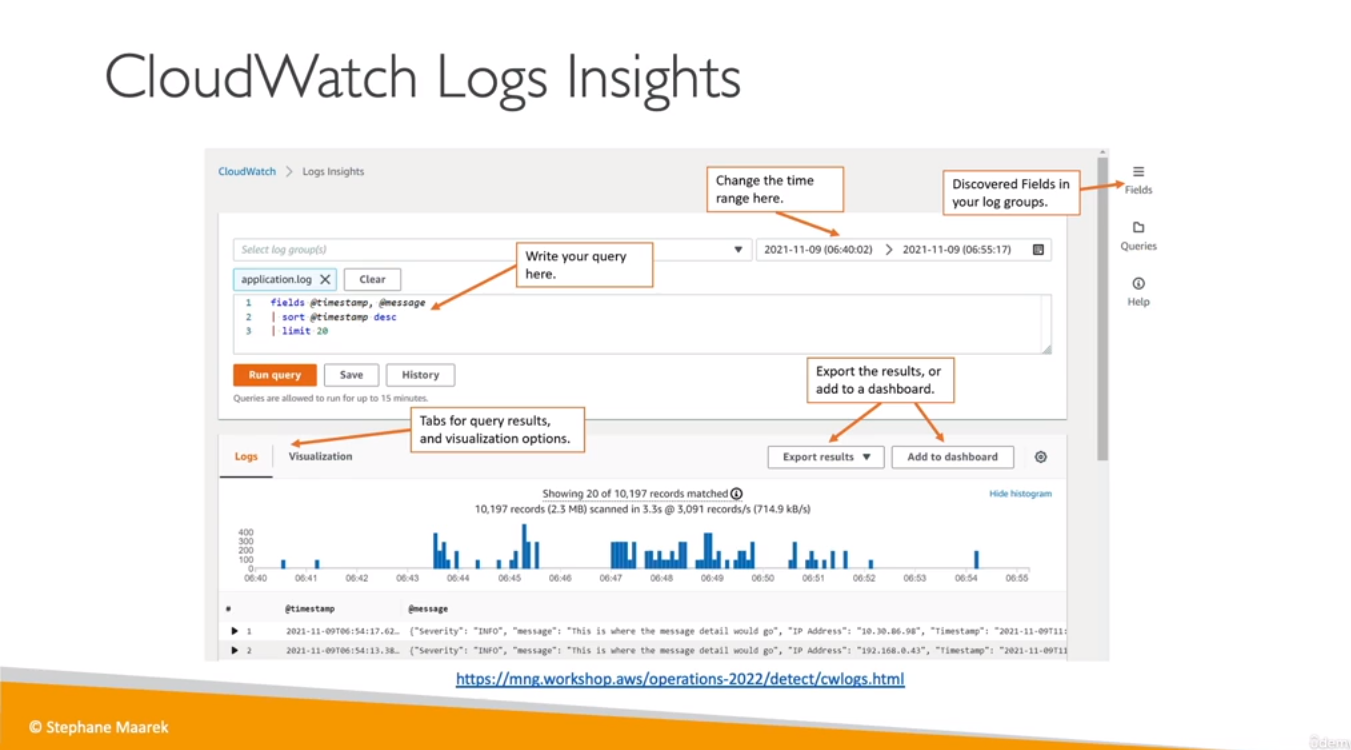 CloudWatch Logs Insights
CloudWatch > Logs Insights
Change the time
range here.
Discovered Fields in
your log groups.
Fields
Queries
Help
Select log group(s)
2021-11-09 (06:40:02) > 2021-11-09 (06:55:17)
Write your query
here.
application.log X Clear
1 fields @timestamp, @message
2 | sort @timestamp desc
3 | limit 20
Run query Save History
Queries are allowed to run for up to 15 minutes.
Export the results, or
add to a dashboard.
Tabs for query results,
and visualization options.
Logs Visualization Export results Add to dashboard
Showing 20 of 10,197 records matched
Hide histogram
10,197 records (2.3 MB) scanned in 3.3s @ 3,091 records/s (714.9 kB/s)
400
300
200
100
0
06:40 06:41 06:42 06:43 06:44 06:45 06:46 06:47 06:48 06:49 06:50 06:51 06:52 06:53 06:54 06:55
# @timestamp @message
1 2021-11-09T06:54:17.62… {"Severity": "INFO", "message": "This is where the message detail would go", "IP Address": "10.30.86.98", "Timestamp": "2021-11-09T11:
2 2021-11-09T06:54:13.38… {"Severity": "INFO", "message": "This is where the message detail would go", "IP Address": "192.168.0.43", "Timestamp": "2021-11-09T11
https://mng.workshop.aws/operations-2022/detect/cwlogs.html
© Stephane Maarek
ûdemy